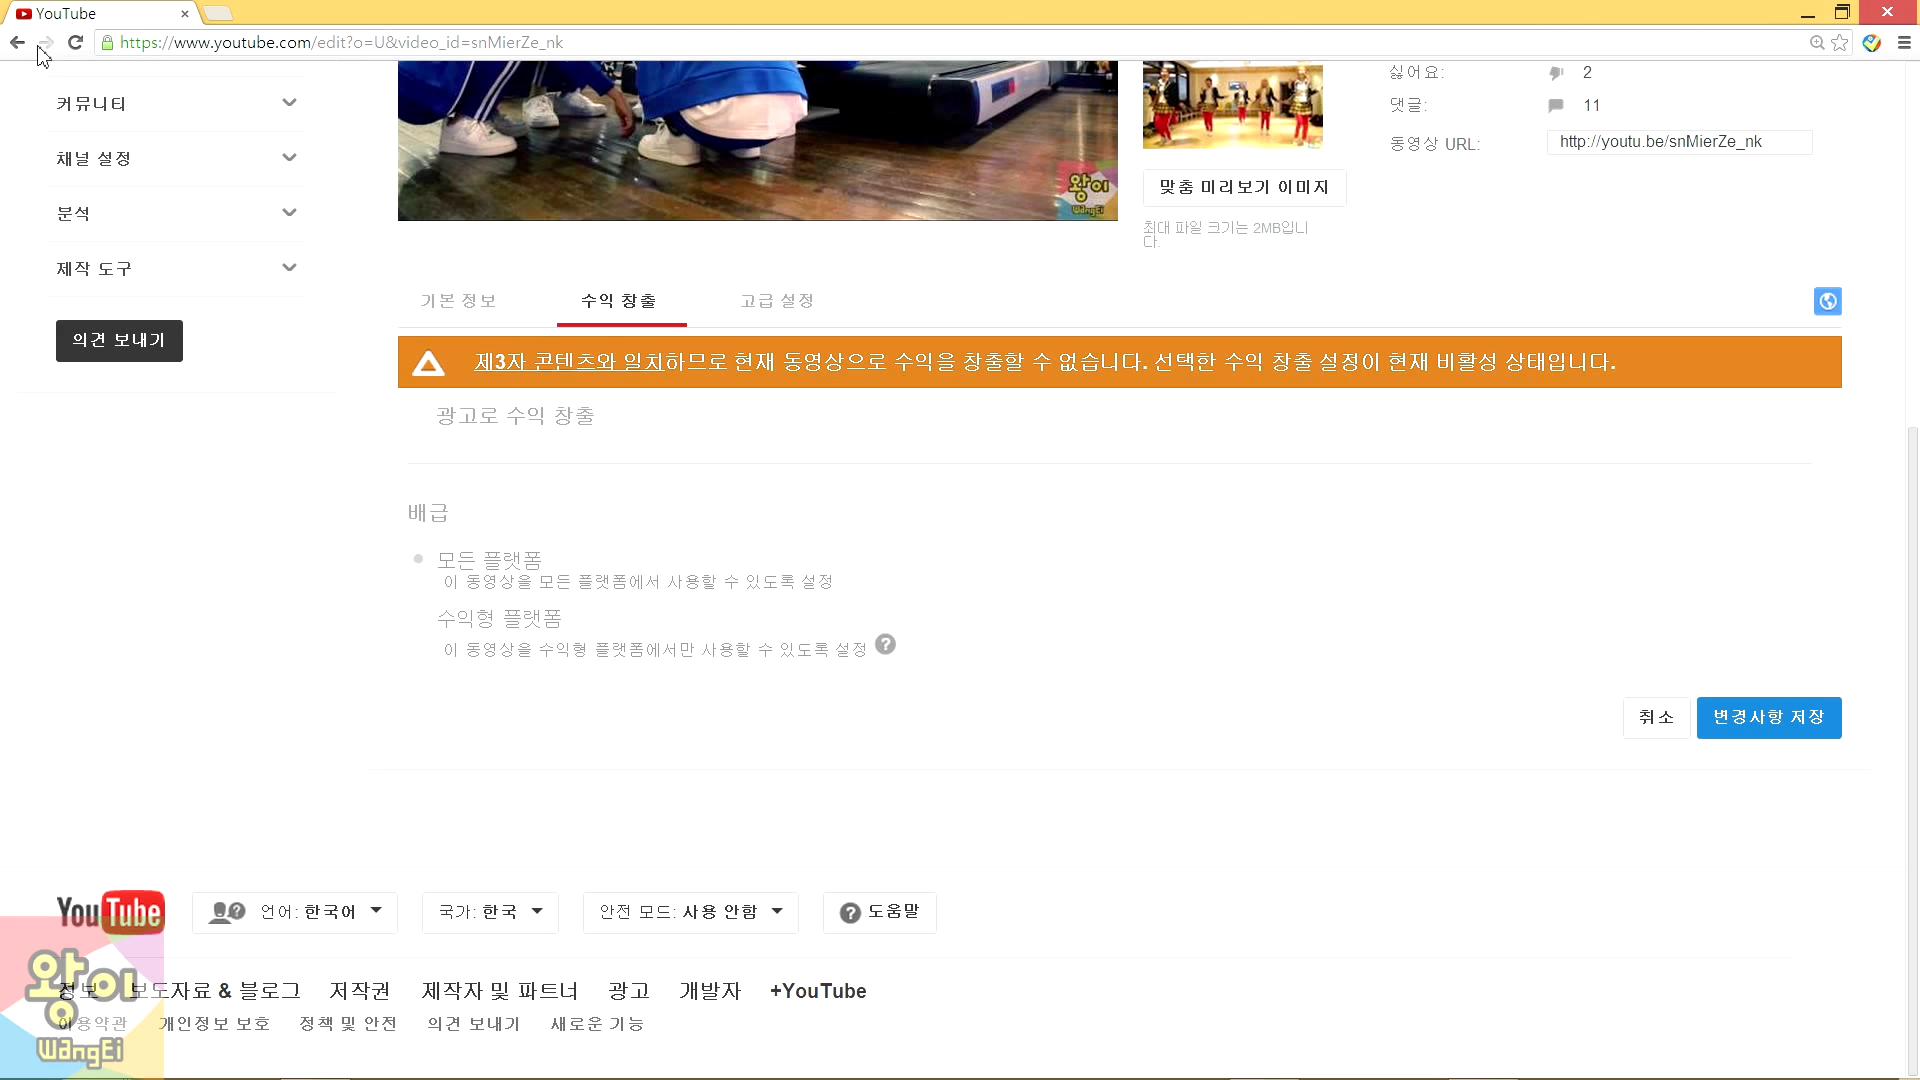 YouTube
https://www.youtube.com/edit?o=U&video_id=snMierZe_nk
커뮤니티
채널 설정
분석
제작 도구
의견 보내기
왕이
WangEi
맞춤 미리보기 이미지
최대 파일 크기는 2MB입니
다.
싫어요: 2
댓글: 11
동영상 URL: http://youtu.be/snMierZe_nk
기본 정보 수익 창출 고급 설정
제3자 콘텐츠와 일치하므로 현재 동영상으로 수익을 창출할 수 없습니다. 선택한 수익 창출 설정이 현재 비활성 상태입니다.
광고로 수익 창출
배급
모든 플랫폼
이 동영상을 모든 플랫폼에서 사용할 수 있도록 설정
수익형 플랫폼
이 동영상을 수익형 플랫폼에서만 사용할 수 있도록 설정 ?
취소 변경사항 저장
YouTube 언어: 한국어 국가: 한국 안전 모드: 사용 안함 ? 도움말
정보 보도자료 & 블로그 저작권 제작자 및 파트너 광고 개발자 +YouTube
이용약관 개인정보 보호 정책 및 안전 의견 보내기 새로운 기능
왕이
WangEi